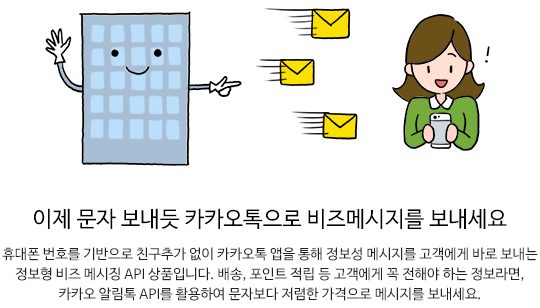 !
이제 문자 보내듯 카카오톡으로 비즈메시지를 보내세요
휴대폰 번호를 기반으로 친구추가 없이 카카오톡 앱을 통해 정보성 메시지를 고객에게 바로 보내는
정보형 비즈 메시징 API 상품입니다. 배송, 포인트 적립 등 고객에게 꼭 전해야 하는 정보라면,
카카오 알림톡 API를 활용하여 문자보다 저렴한 가격으로 메시지를 보내세요.